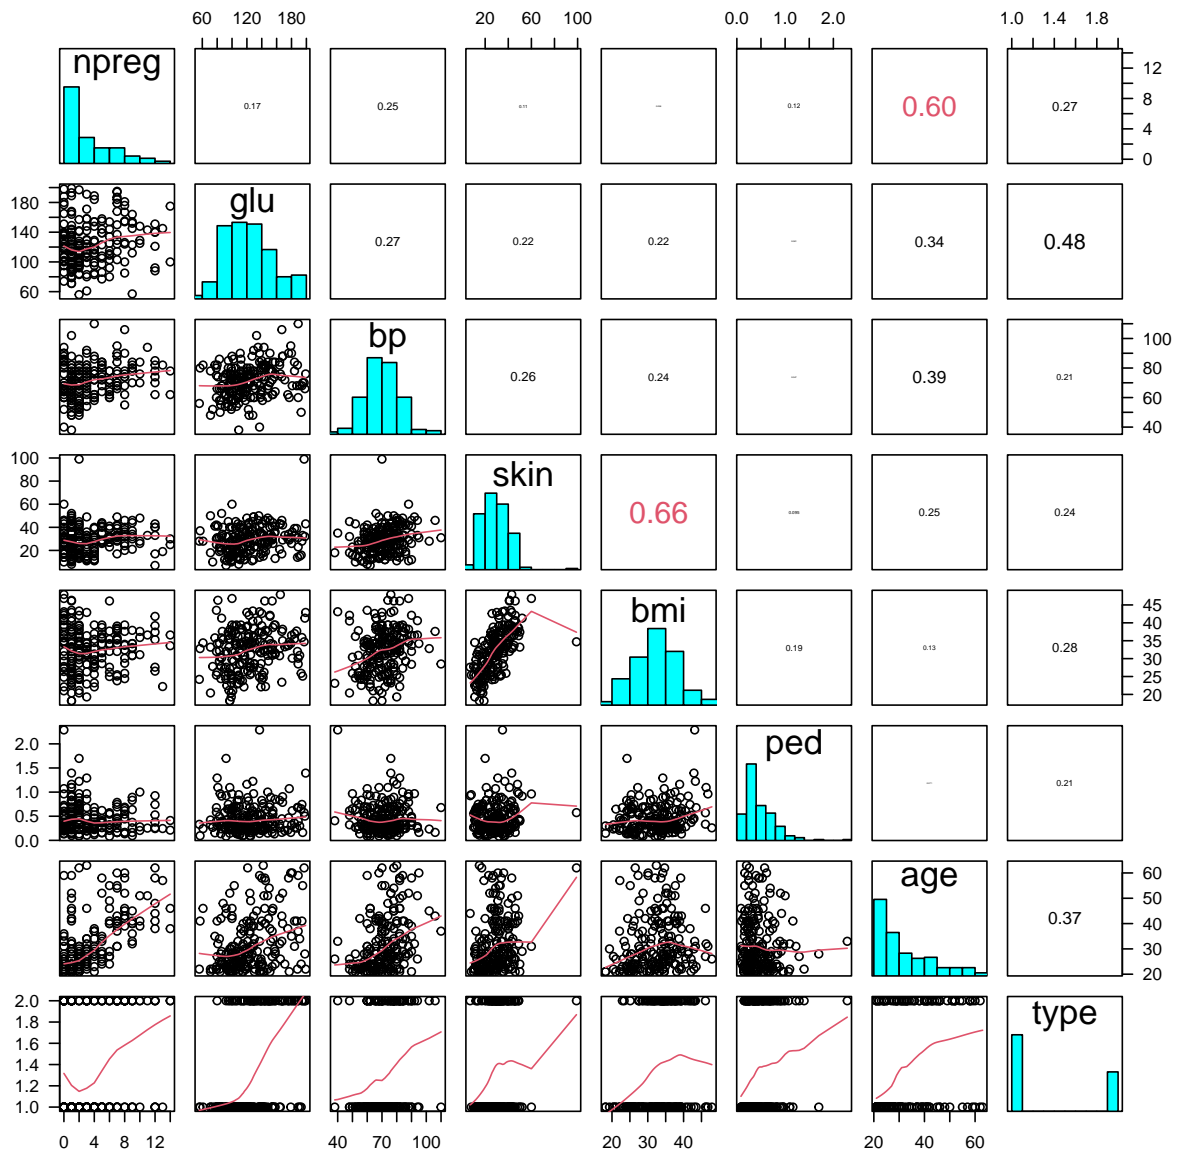 60 120 180 20 60 100 0.0 1.0 2.0 1.0 1.4 1.8
npreg 0.17 0.25 0.11 0.12 0.60 0.27 12 8 4 0
180 140 100 60 glu 0.27 0.22 0.22 0.34 0.48
bp 0.26 0.24 0.39 0.21 100 80 60 40
100 80 60 40 20 skin 0.66 0.095 0.25 0.24
bmi 0.19 0.13 0.28 45 40 35 30 25 20
2.0 1.5 1.0 0.5 0.0 ped 0.21
age 0.37 60 50 40 30 20
2.0 1.8 1.6 1.4 1.2 1.0 type
0 4 8 12 40 70 100 20 30 40 20 40 60